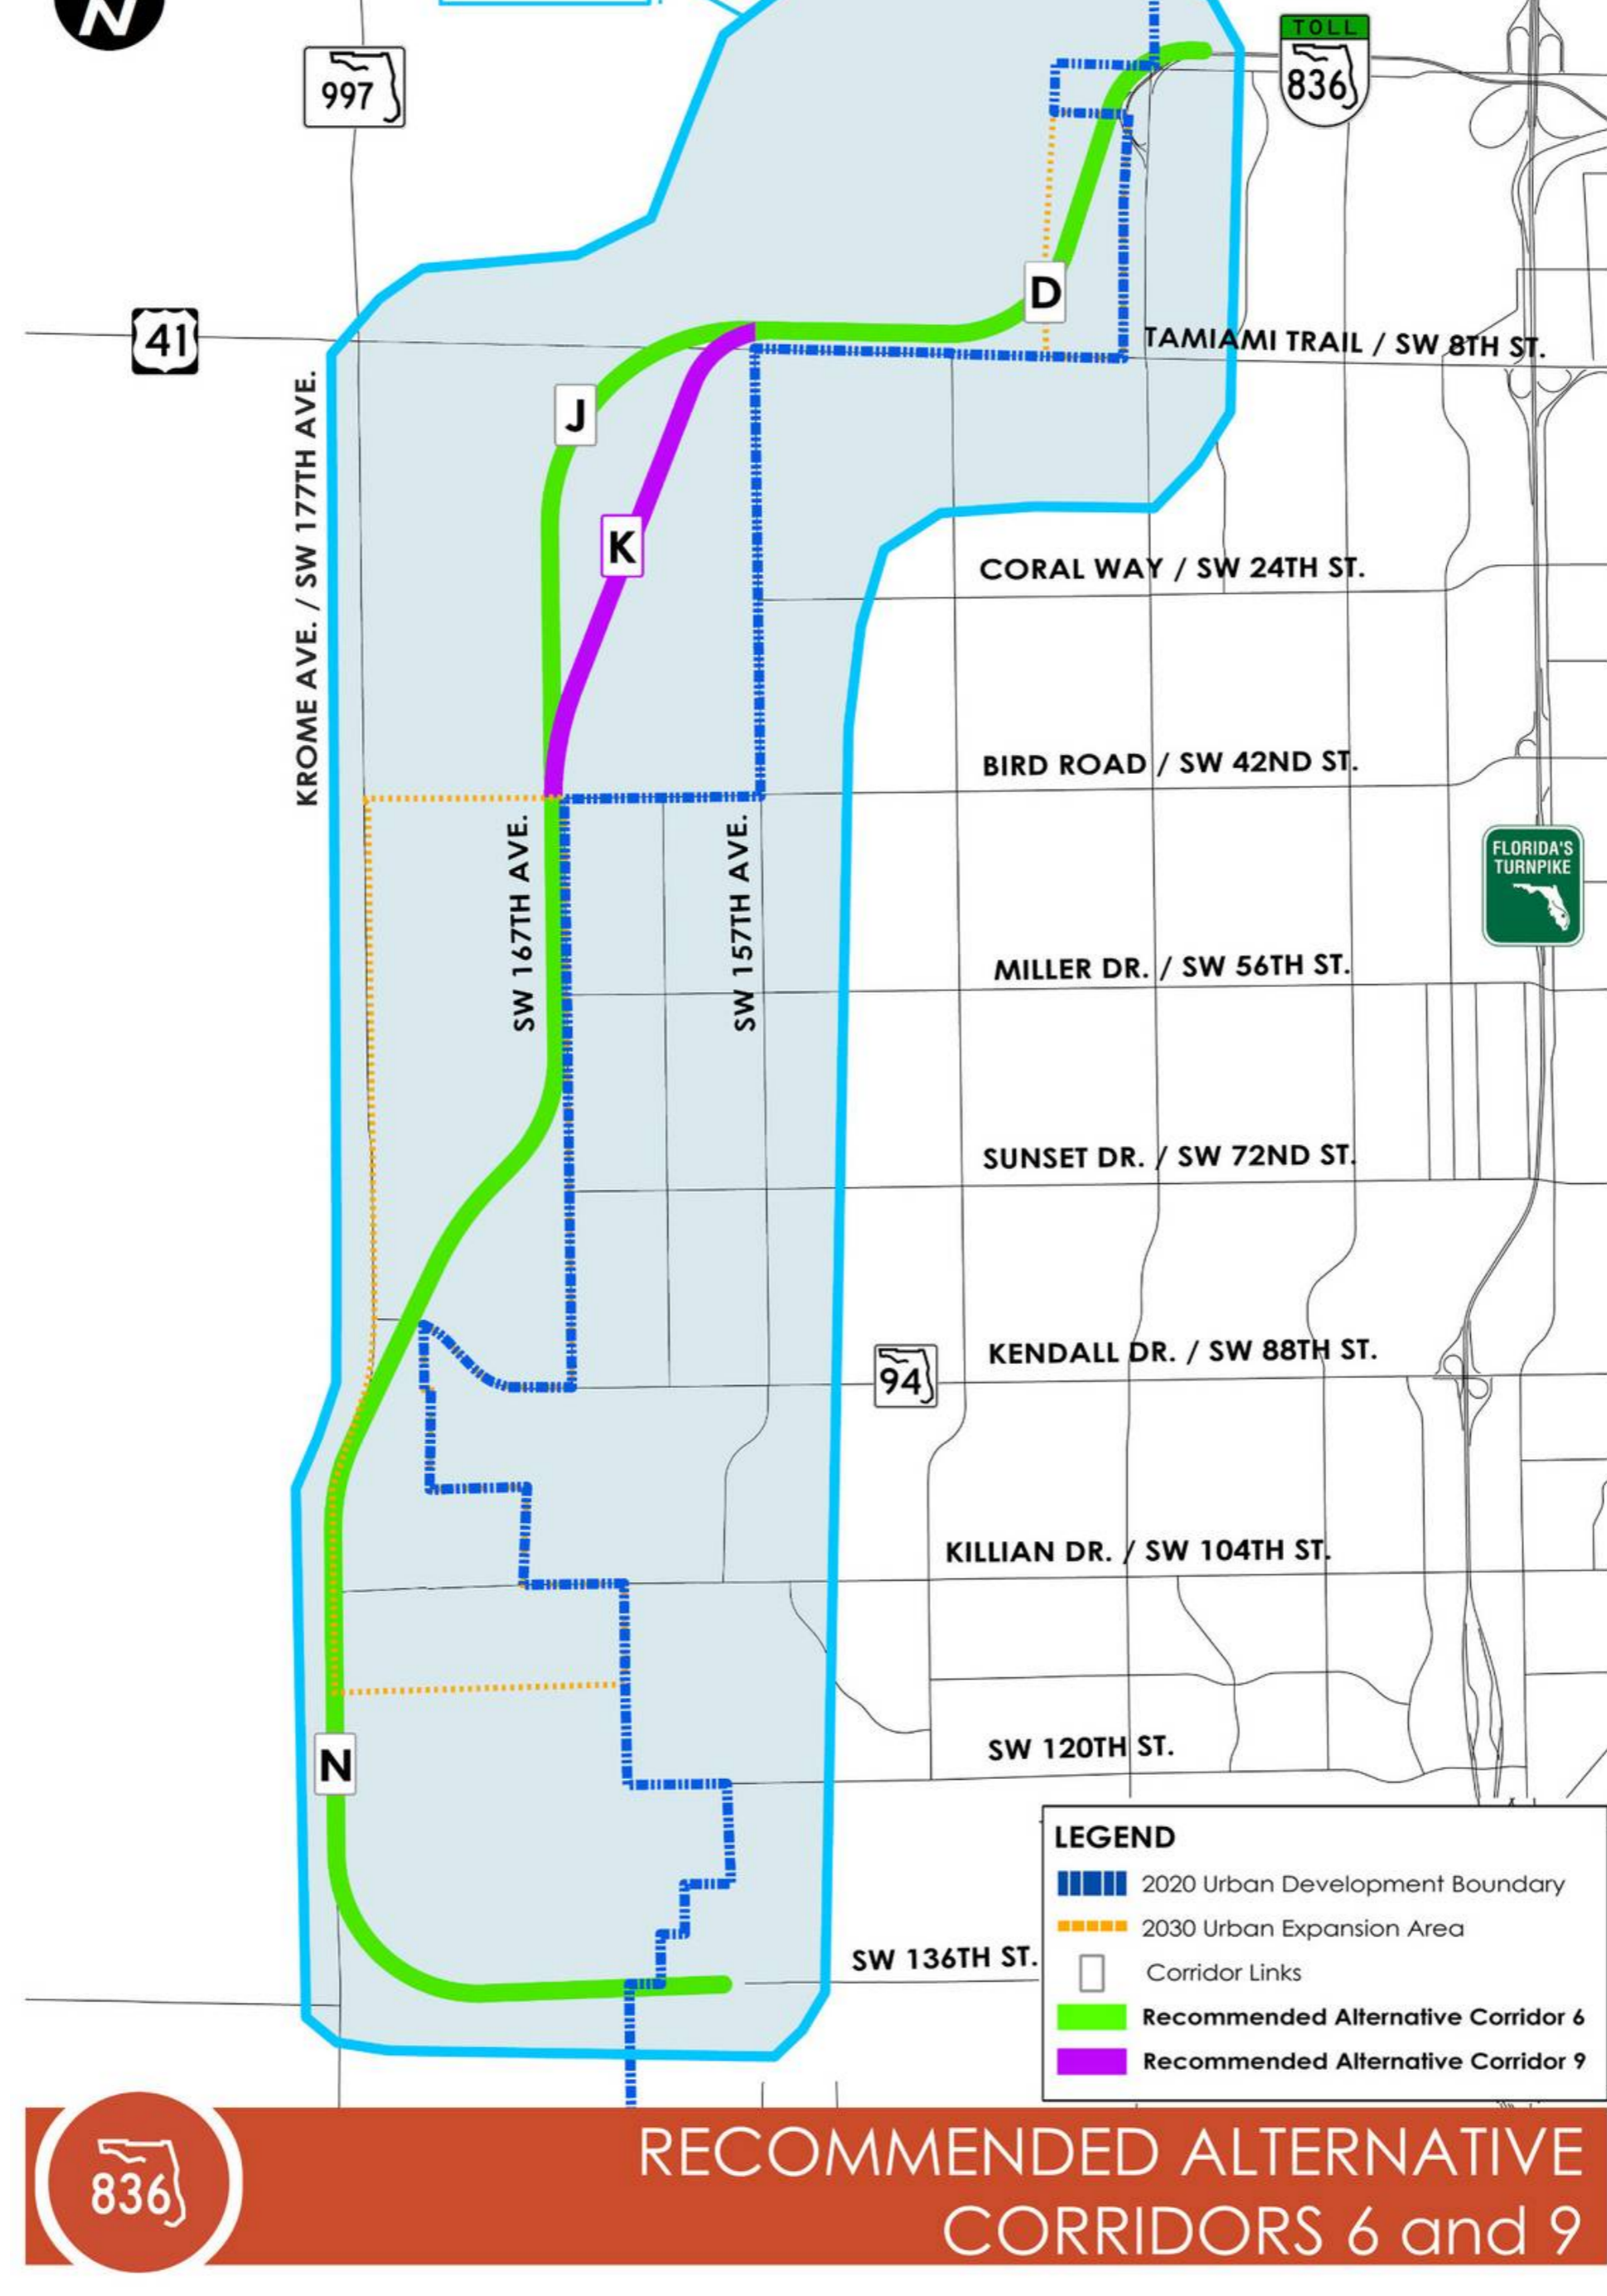 N
TOLL
836
997
D
41
TAMIAMI TRAIL / SW 8TH ST.
J
KROME AVE. / SW 177TH AVE.
K
CORAL WAY / SW 24TH ST.
BIRD ROAD / SW 42ND ST.
SW 167TH AVE.
SW 157TH AVE.
FLORIDA'S
TURNPIKE
MILLER DR. / SW 56TH ST.
SUNSET DR. / SW 72ND ST.
94
KENDALL DR. / SW 88TH ST.
KILLIAN DR. / SW 104TH ST.
SW 120TH ST.
N
LEGEND
2020 Urban Development Boundary
2030 Urban Expansion Area
Corridor Links
Recommended Alternative Corridor 6
Recommended Alternative Corridor 9
SW 136TH ST.
836
RECOMMENDED ALTERNATIVE
CORRIDORS 6 and 9